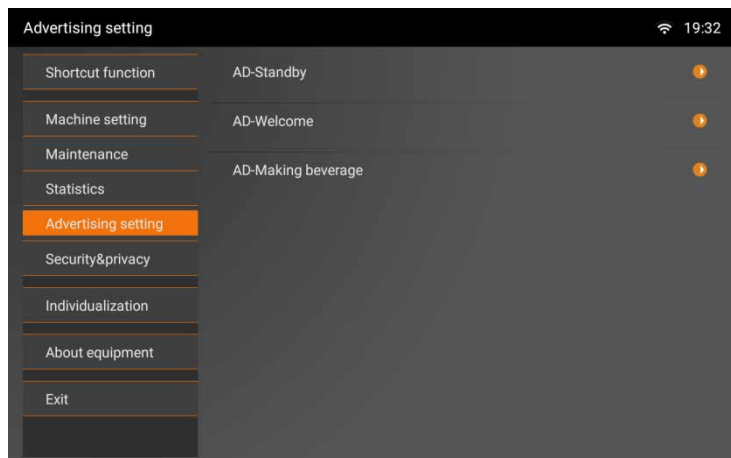 Advertising setting
19:32
Shortcut function
Machine setting
Maintenance
Statistics
Advertising setting
Security&privacy
Individualization
About equipment
Exit
AD-Standby
AD-Welcome
AD-Making beverage